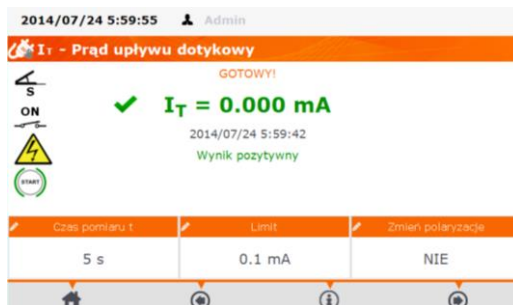 2014/07/24 5:59:55 Admin
IT - Prąd upływu dotykowy
GOTOWY!
S
ON
IT = 0.000 mA
2014/07/24 5:59:42
Wynik pozytywny
START
Czas pomiaru t Limit Zmień polaryzację
5 s 0.1 mA NIE